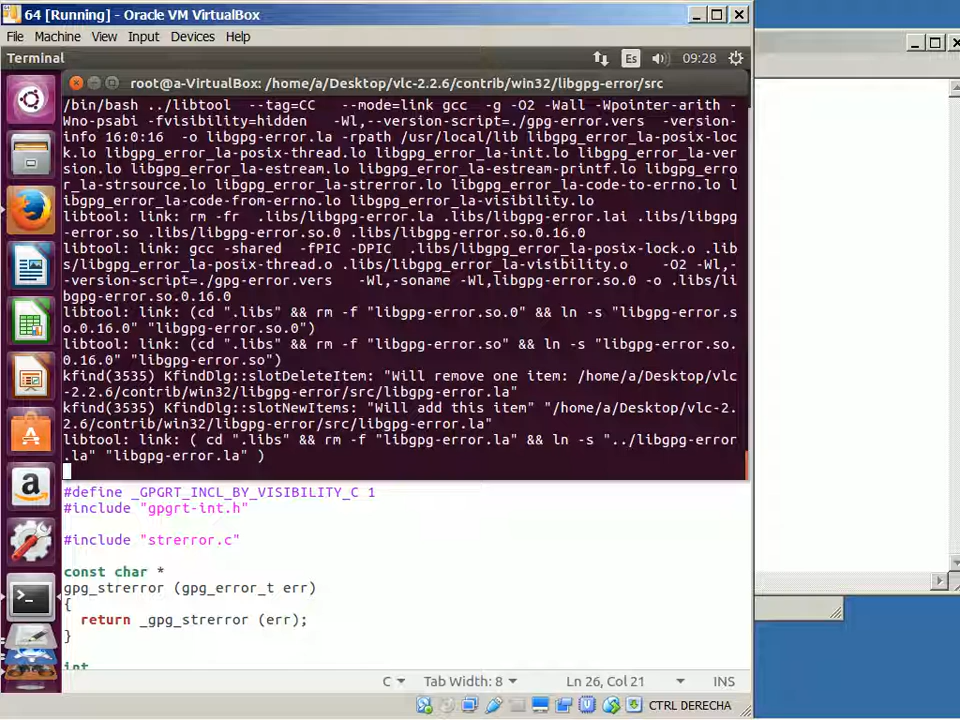 64 [Running] - Oracle VM VirtualBox
File Machine View Input Devices Help
Terminal Es 09:28
root@a-VirtualBox: /home/a/Desktop/vlc-2.2.6/contrib/win32/libgpg-error/src
/bin/bash ../libtool  --tag=CC   --mode=link gcc  -g -O2 -Wall -Wpointer-arith -
Wno-psabi -fvisibility=hidden   -Wl,--version-script=./gpg-error.vers  -version-
info 16:0:16  -o libgpg-error.la -rpath /usr/local/lib libgpg_error_la-posix-loc
k.lo libgpg_error_la-posix-thread.lo libgpg_error_la-init.lo libgpg_error_la-ver
sion.lo libgpg_error_la-estream.lo libgpg_error_la-estream-printf.lo libgpg_erro
r_la-strsource.lo libgpg_error_la-strerror.lo libgpg_error_la-code-to-errno.lo l
ibgpg_error_la-code-from-errno.lo libgpg_error_la-visibility.lo
libtool: link: rm -fr  .libs/libgpg-error.la .libs/libgpg-error.lai .libs/libgpg
-error.so .libs/libgpg-error.so.0 .libs/libgpg-error.so.0.16.0
libtool: link: gcc -shared  -fPIC -DPIC  .libs/libgpg_error_la-posix-lock.o .lib
s/libgpg_error_la-posix-thread.o .libs/libgpg_error_la-visibility.o    -O2 -Wl,-
-version-script=./gpg-error.vers   -Wl,-soname -Wl,libgpg-error.so.0 -o .libs/li
bgpg-error.so.0.16.0
libtool: link: (cd ".libs" && rm -f "libgpg-error.so.0" && ln -s "libgpg-error.s
o.0.16.0" "libgpg-error.so.0")
libtool: link: (cd ".libs" && rm -f "libgpg-error.so" && ln -s "libgpg-error.so.
0.16.0" "libgpg-error.so")
kfind(3535) KfindDlg::slotDeleteItem: "Will remove one item: /home/a/Desktop/vlc
-2.2.6/contrib/win32/libgpg-error/src/libgpg-error.la"
kfind(3535) KfindDlg::slotNewItems: "Will add this item" "/home/a/Desktop/vlc-2.
2.6/contrib/win32/libgpg-error/src/libgpg-error.la"
libtool: link: ( cd ".libs" && rm -f "libgpg-error.la" && ln -s "../libgpg-error
.la" "libgpg-error.la" )
#define _GPGRT_INCL_BY_VISIBILITY_C 1
#include "gpgrt-int.h"
#include "strerror.c"
const char *
gpg_strerror (gpg_error_t err)
{
return _gpg_strerror (err);
}
int
C Tab Width: 8 Ln 26, Col 21 INS
CTRL DERECHA